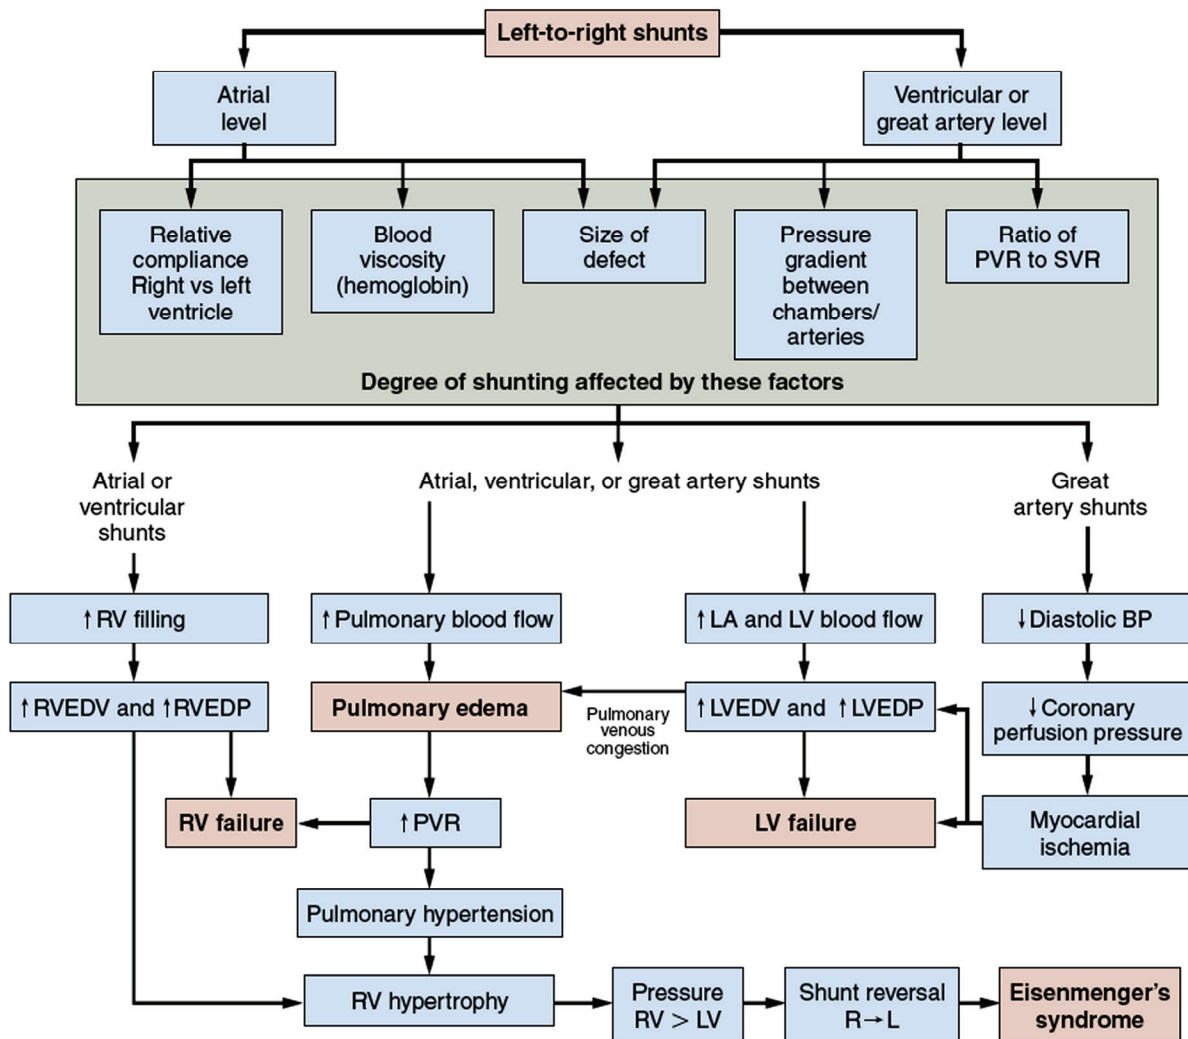 Left-to-right shunts
Atrial
level
Ventricular or
great artery level
Relative
compliance
Right vs left
ventricle
Blood
viscosity
(hemoglobin)
Size of
defect
Pressure
gradient
between
chambers/
arteries
Ratio of
PVR to SVR
Degree of shunting affected by these factors
Atrial or
ventricular
shunts
Atrial, ventricular, or great artery shunts
Great
artery shunts
↑RV filling
↑Pulmonary blood flow
↑LA and LV blood flow
↓Diastolic BP
↑RVEDV and ↑RVEDP
Pulmonary edema
Pulmonary
venous
congestion
↑LVEDV and ↑LVEDP
↓Coronary
perfusion pressure
RV failure
↑PVR
LV failure
Myocardial
ischemia
Pulmonary hypertension
RV hypertrophy
Pressure
RV > LV
Shunt reversal
R→L
Eisenmenger's
syndrome